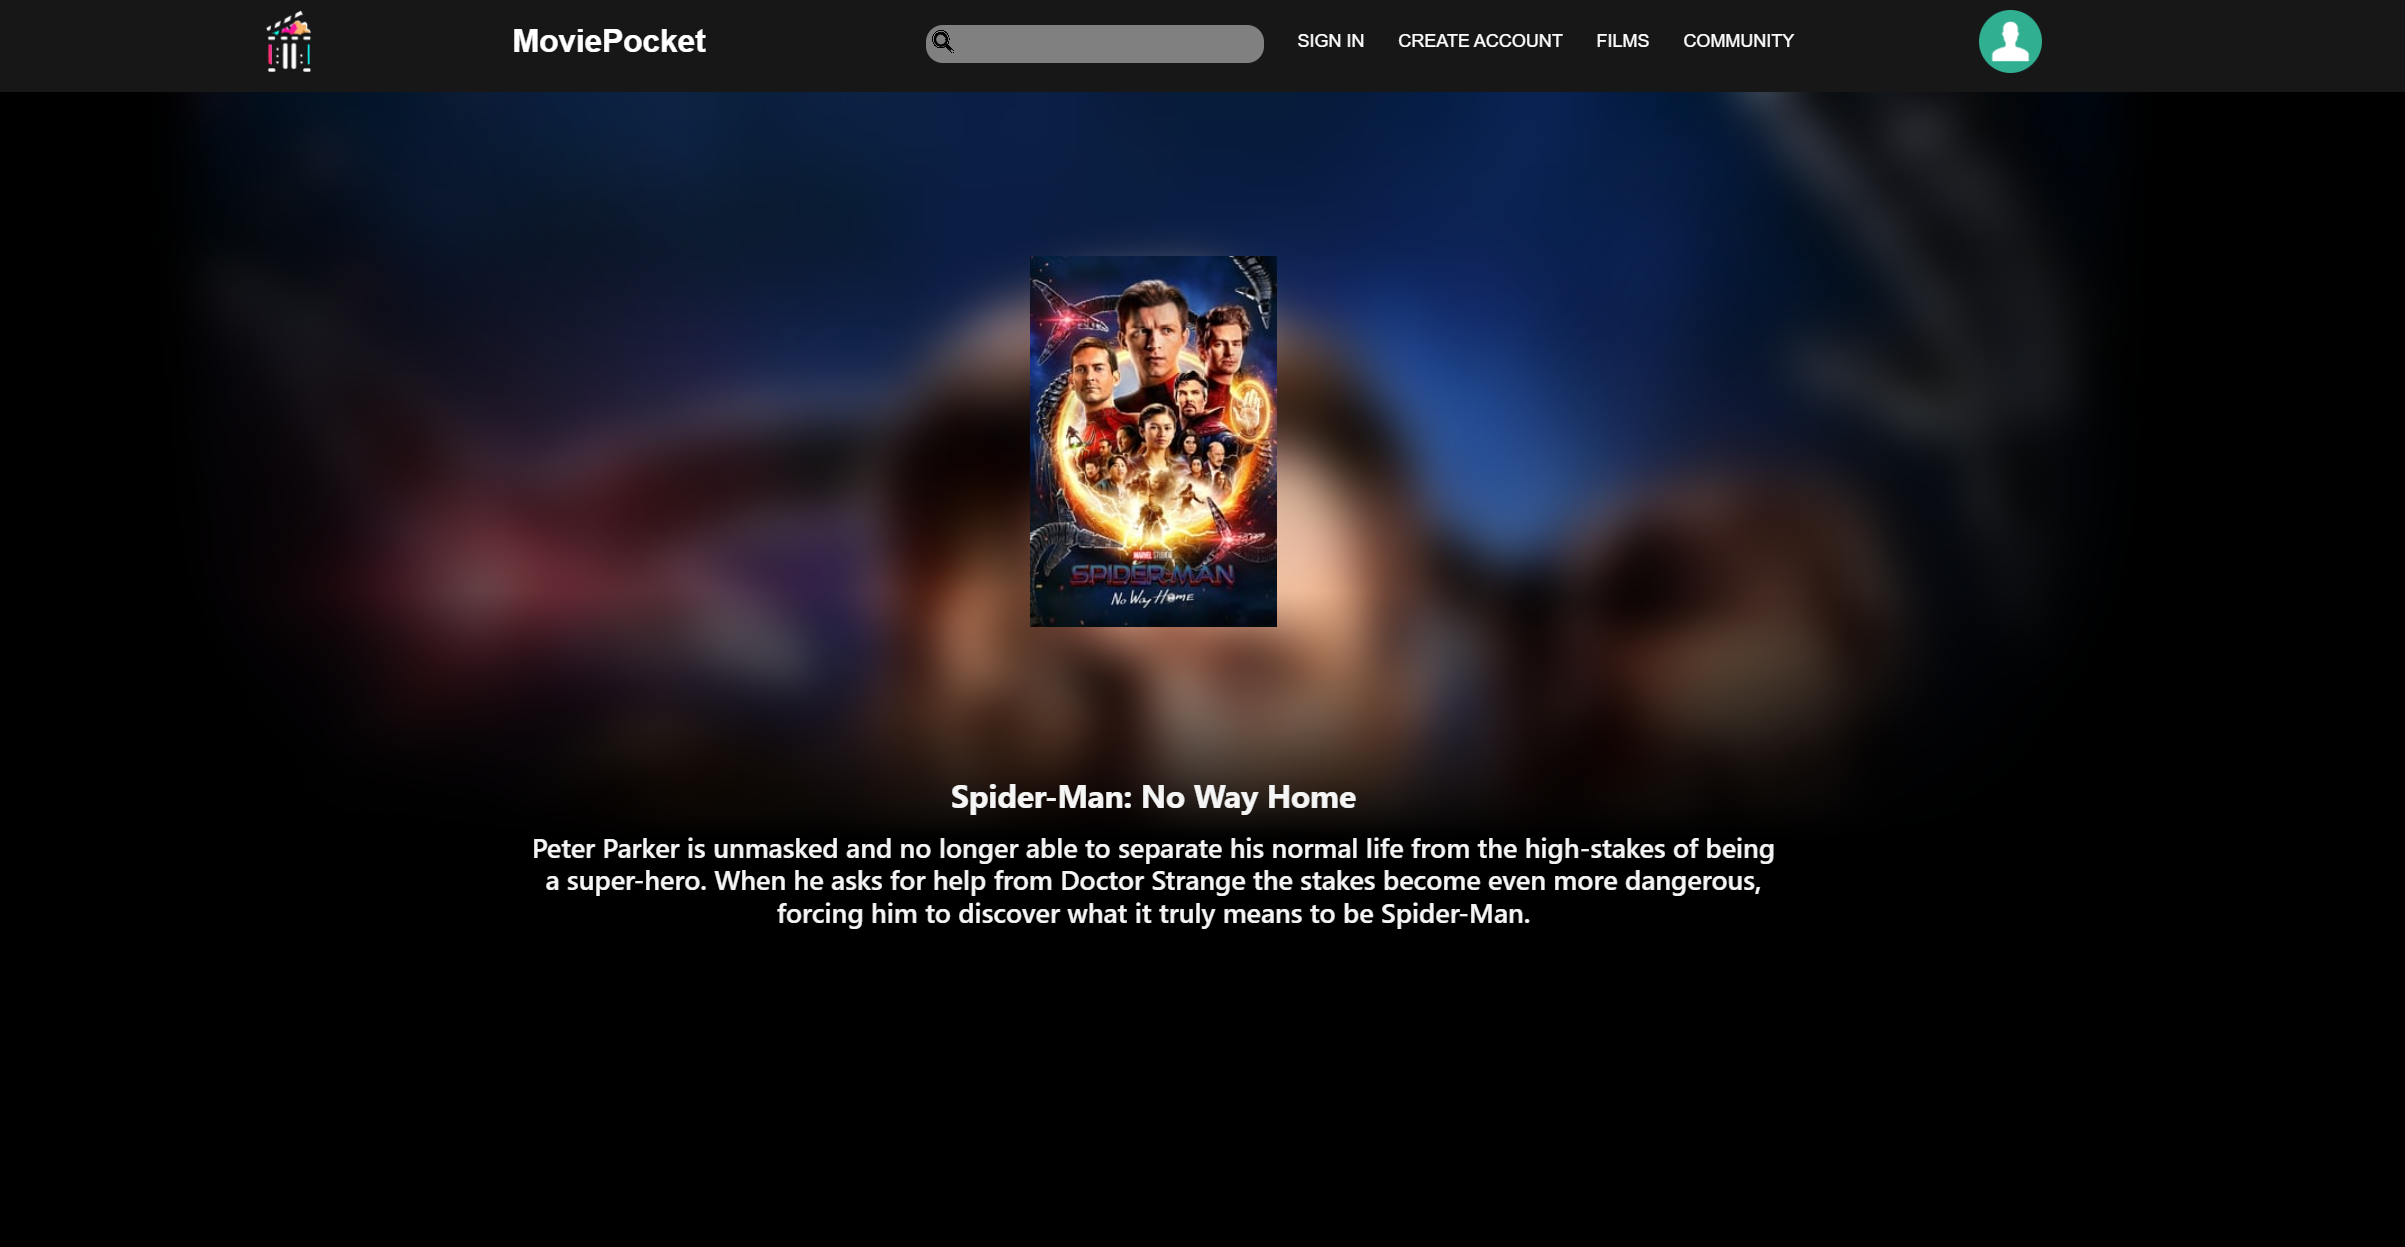 MoviePocket
SIGN IN
CREATE ACCOUNT
FILMS
COMMUNITY
MARVEL STUDIOS
SPIDER-MAN
NO WAY HOME
Spider-Man: No Way Home
Peter Parker is unmasked and no longer able to separate his normal life from the high-stakes of being
a super-hero. When he asks for help from Doctor Strange the stakes become even more dangerous,
forcing him to discover what it truly means to be Spider-Man.